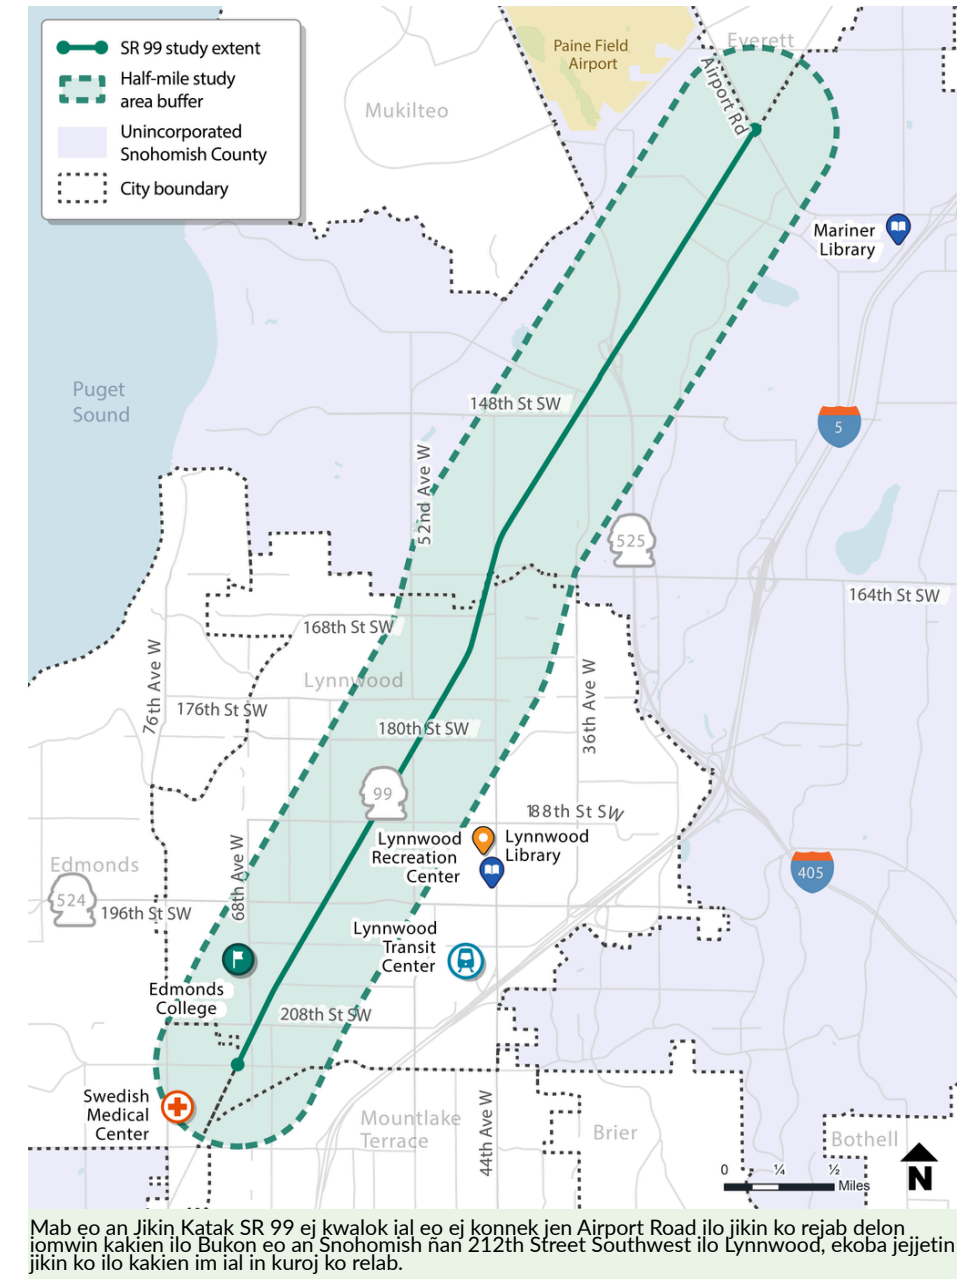 SR 99 study extent
Half-mile study
area buffer
Unincorporated
Snohomish County
City boundary
Paine Field
Airport
Everett
Airport Rd
Mukilteo
Mariner
Library
Puget
Sound
148th St SW
5
52nd Ave W
525
164th St SW
168th St SW
Lynnwood
76th Ave W
176th St SW
36th Ave W
180th St SW
99
188th St SW
Lynnwood
Recreation
Center
Lynnwood
Library
Edmonds
68th Ave W
405
524
196th St SW
Lynnwood
Transit
Center
Edmonds
College
208th St SW
Swedish
Medical
Center
Mountlake
Terrace
44th Ave W
Brier
Bothell
0 ¼ ½
Miles
N
Mab eo an Jikin Katak SR 99 ej kwalok ial eo ej konnek jen Airport Road ilo jikin ko rejab delon
iomwin kakien ilo Bukon eo an Snohomish ñan 212th Street Southwest ilo Lynnwood, ekoba jejjetin
jikin ko ilo kakien im ial in kuroj ko relab.